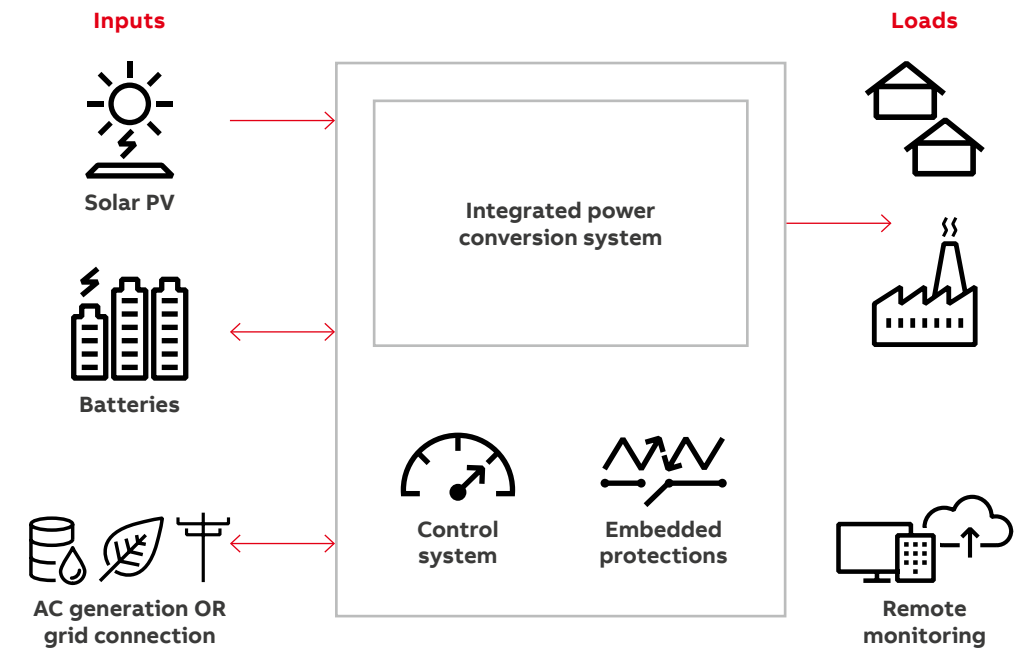 Inputs
Loads
Solar PV
Integrated power
conversion system
Batteries
Control
system
Embedded
protections
AC generation OR
grid connection
Remote
monitoring